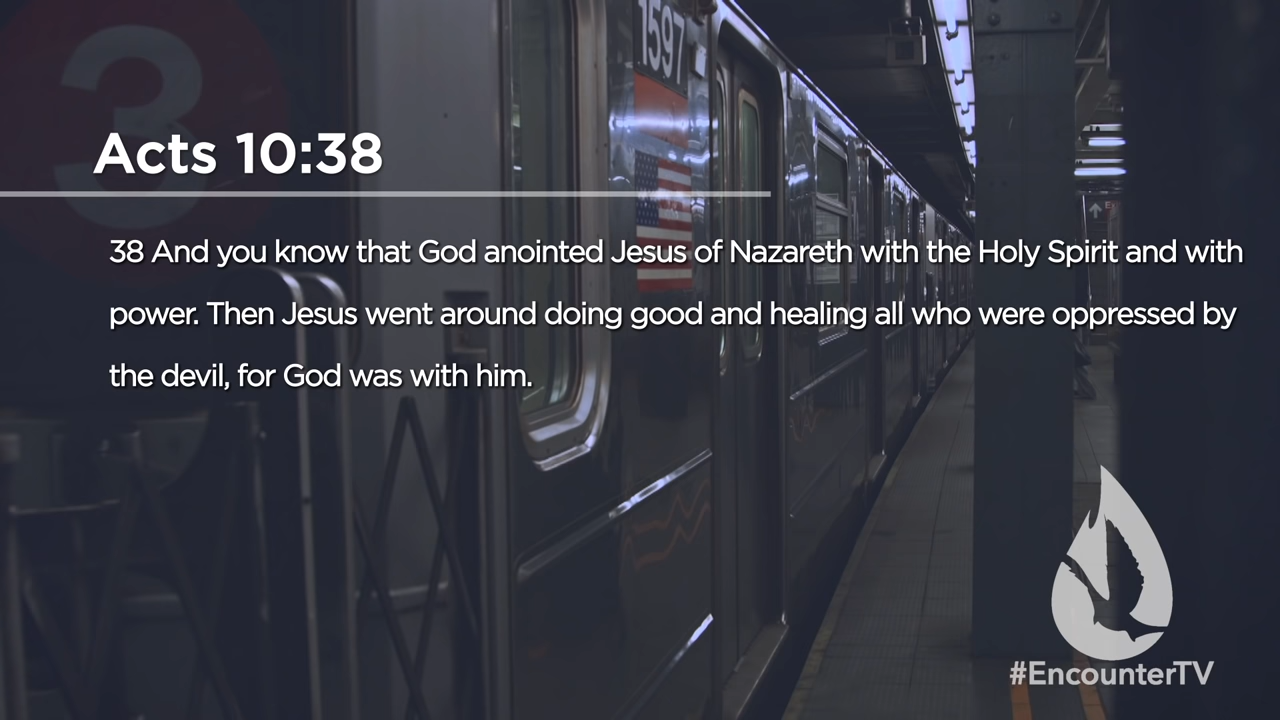 3
1597
Acts 10:38
38 And you know that God anointed Jesus of Nazareth with the Holy Spirit and with
power. Then Jesus went around doing good and healing all who were oppressed by
the devil, for God was with him.
#EncounterTV